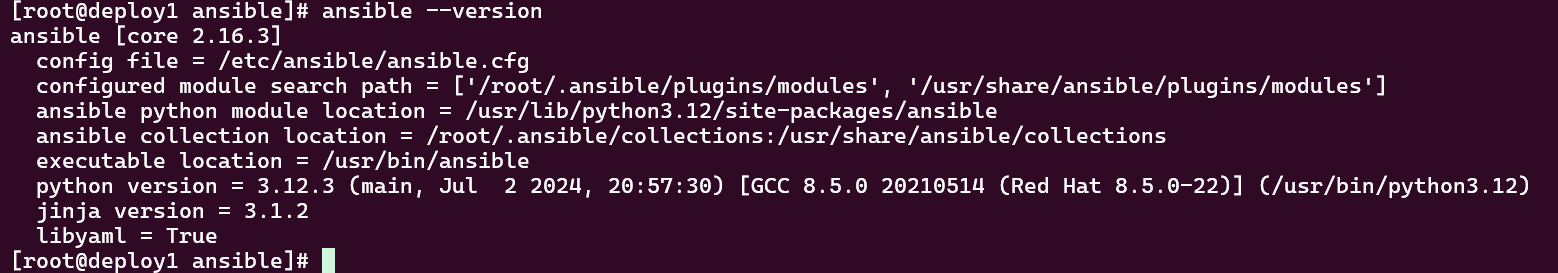 [root@deploy1 ansible]# ansible --version
ansible [core 2.16.3]
  config file = /etc/ansible/ansible.cfg
  configured module search path = ['/root/.ansible/plugins/modules', '/usr/share/ansible/plugins/modules']
  ansible python module location = /usr/lib/python3.12/site-packages/ansible
  ansible collection location = /root/.ansible/collections:/usr/share/ansible/collections
  executable location = /usr/bin/ansible
  python version = 3.12.3 (main, Jul  2 2024, 20:57:30) [GCC 8.5.0 20210514 (Red Hat 8.5.0-22)] (/usr/bin/python3.12)
  jinja version = 3.1.2
  libyaml = True
[root@deploy1 ansible]#